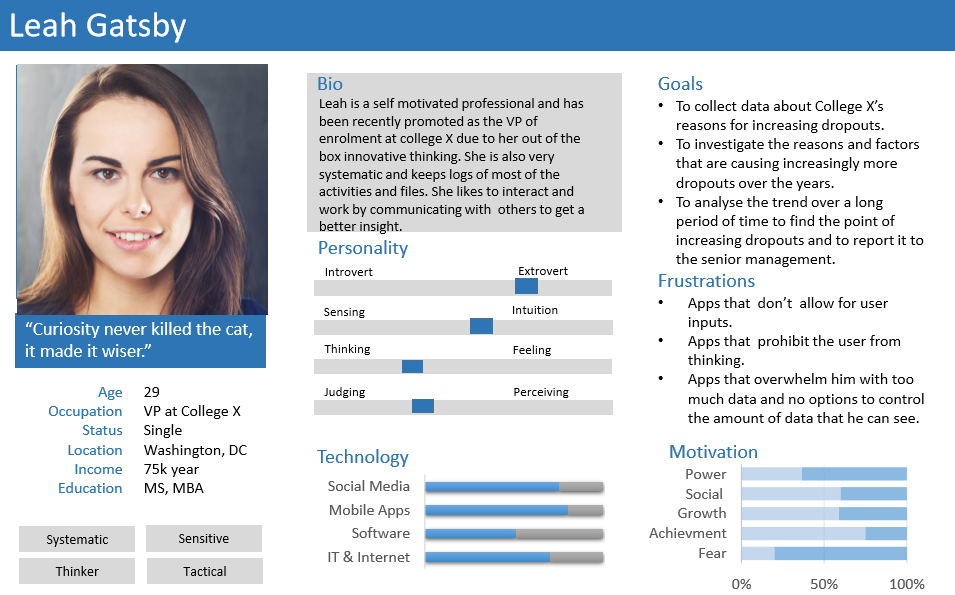 Leah Gatsby
“Curiosity never killed the cat,
it made it wiser.”
Age 29
Occupation VP at College X
Status Single
Location Washington, DC
Income 75k year
Education MS, MBA
Systematic Sensitive
Thinker Tactical
Bio
Leah is a self motivated professional and has
been recently promoted as the VP of
enrolment at college X due to her out of the
box innovative thinking. She is also very
systematic and keeps logs of most of the
activities and files. She likes to interact and
work by communicating with others to get a
better insight.
Personality
Introvert Extrovert
Sensing Intuition
Thinking Feeling
Judging Perceiving
Technology
Social Media
Mobile Apps
Software
IT & Internet
Goals
• To collect data about College X’s
reasons for increasing dropouts.
• To investigate the reasons and factors
that are causing increasingly more
dropouts over the years.
• To analyse the trend over a long
period of time to find the point of
increasing dropouts and to report it to
the senior management.
Frustrations
• Apps that don’t allow for user
inputs.
• Apps that prohibit the user from
thinking.
• Apps that overwhelm him with too
much data and no options to control
the amount of data that he can see.
Motivation
Power
Social
Growth
Achievment
Fear
0% 50% 100%